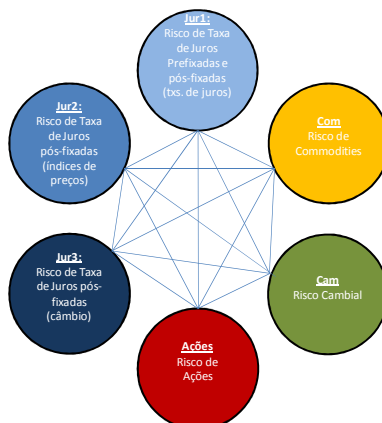 Jur1:
Risco de Taxa
de Juros
Prefixadas e
pós-fixadas
(txs. de juros)
Jur2:
Risco de Taxa
de Juros
pós-fixadas
(índices de
preços)
Com
Risco de
Commodities
Jur3:
Risco de Taxa
de Juros pós-
fixadas
(câmbio)
Cam
Risco Cambial
Ações
Risco de
Ações